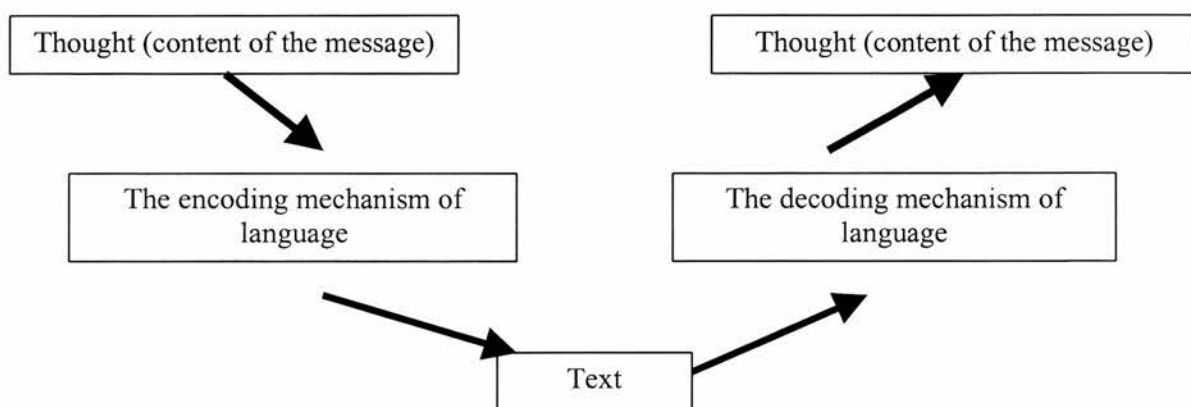 Thought (content of the message)
Thought (content of the message)
The encoding mechanism of
language
The decoding mechanism of
language
Text